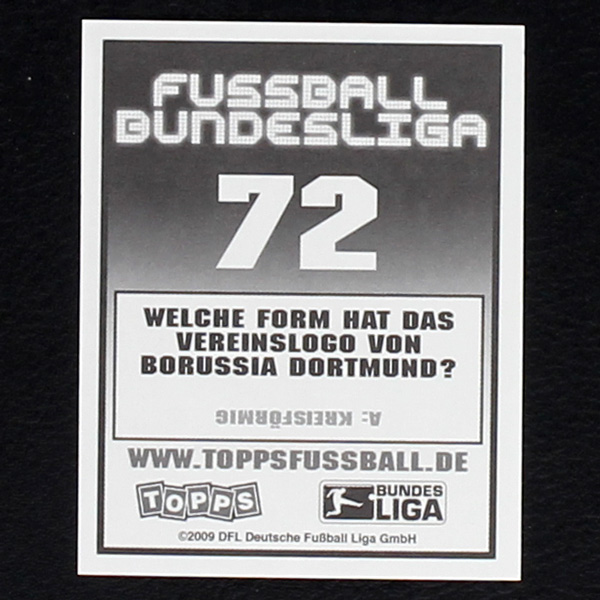 FUSSBALL
BUNDESLIGA
72
WELCHE FORM HAT DAS
VEREINSLOGO VON
BORUSSIA DORTMUND?
A: KREISFÖRMIG
WWW.TOPPSFUSSBALL.DE
TOPPS
BUNDES
LIGA
©2009 DFL Deutsche Fußball Liga GmbH